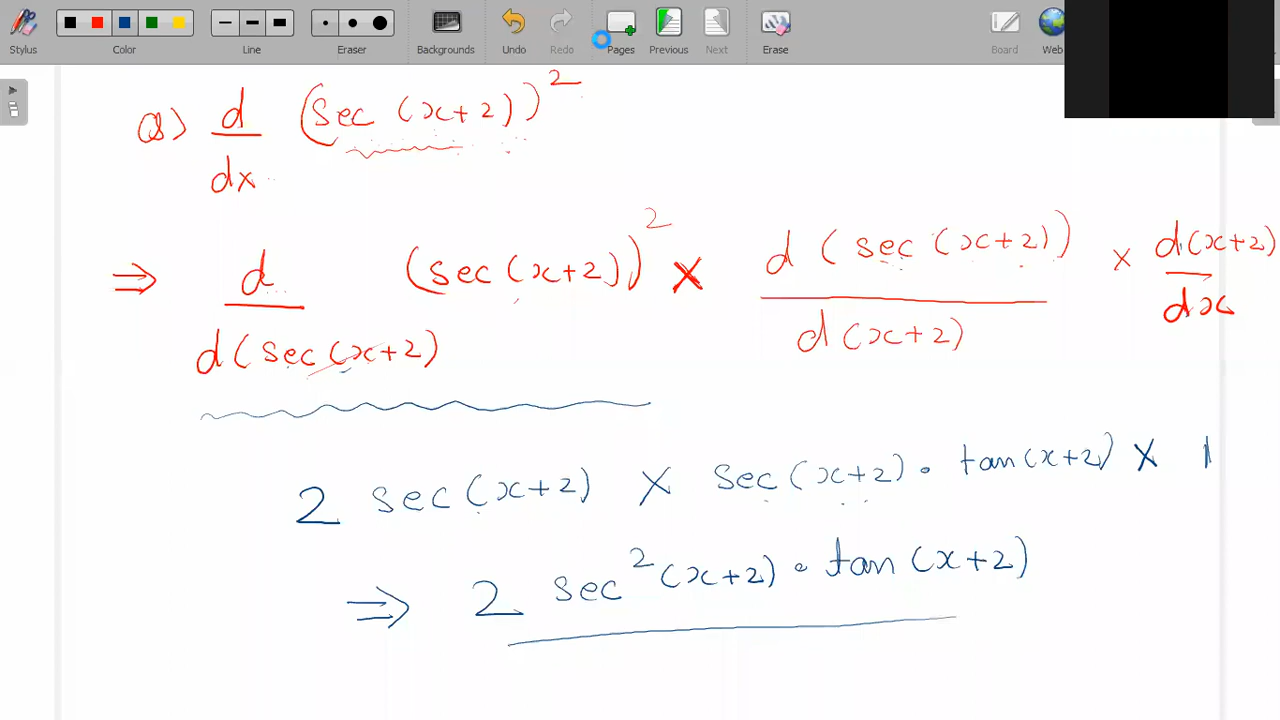 Stylus Color Line Eraser Backgrounds Undo Redo Pages Previous Next Erase Board Web
Q) d/dx (sec (x+2))²
⇒ d/d(sec(x+2) (sec(x+2))² × d(sec(x+2))/d(x+2) × d(x+2)/dx
2 sec(x+2) × sec(x+2) · tan(x+2) × 1
⇒ 2 sec²(x+2) · tan(x+2)